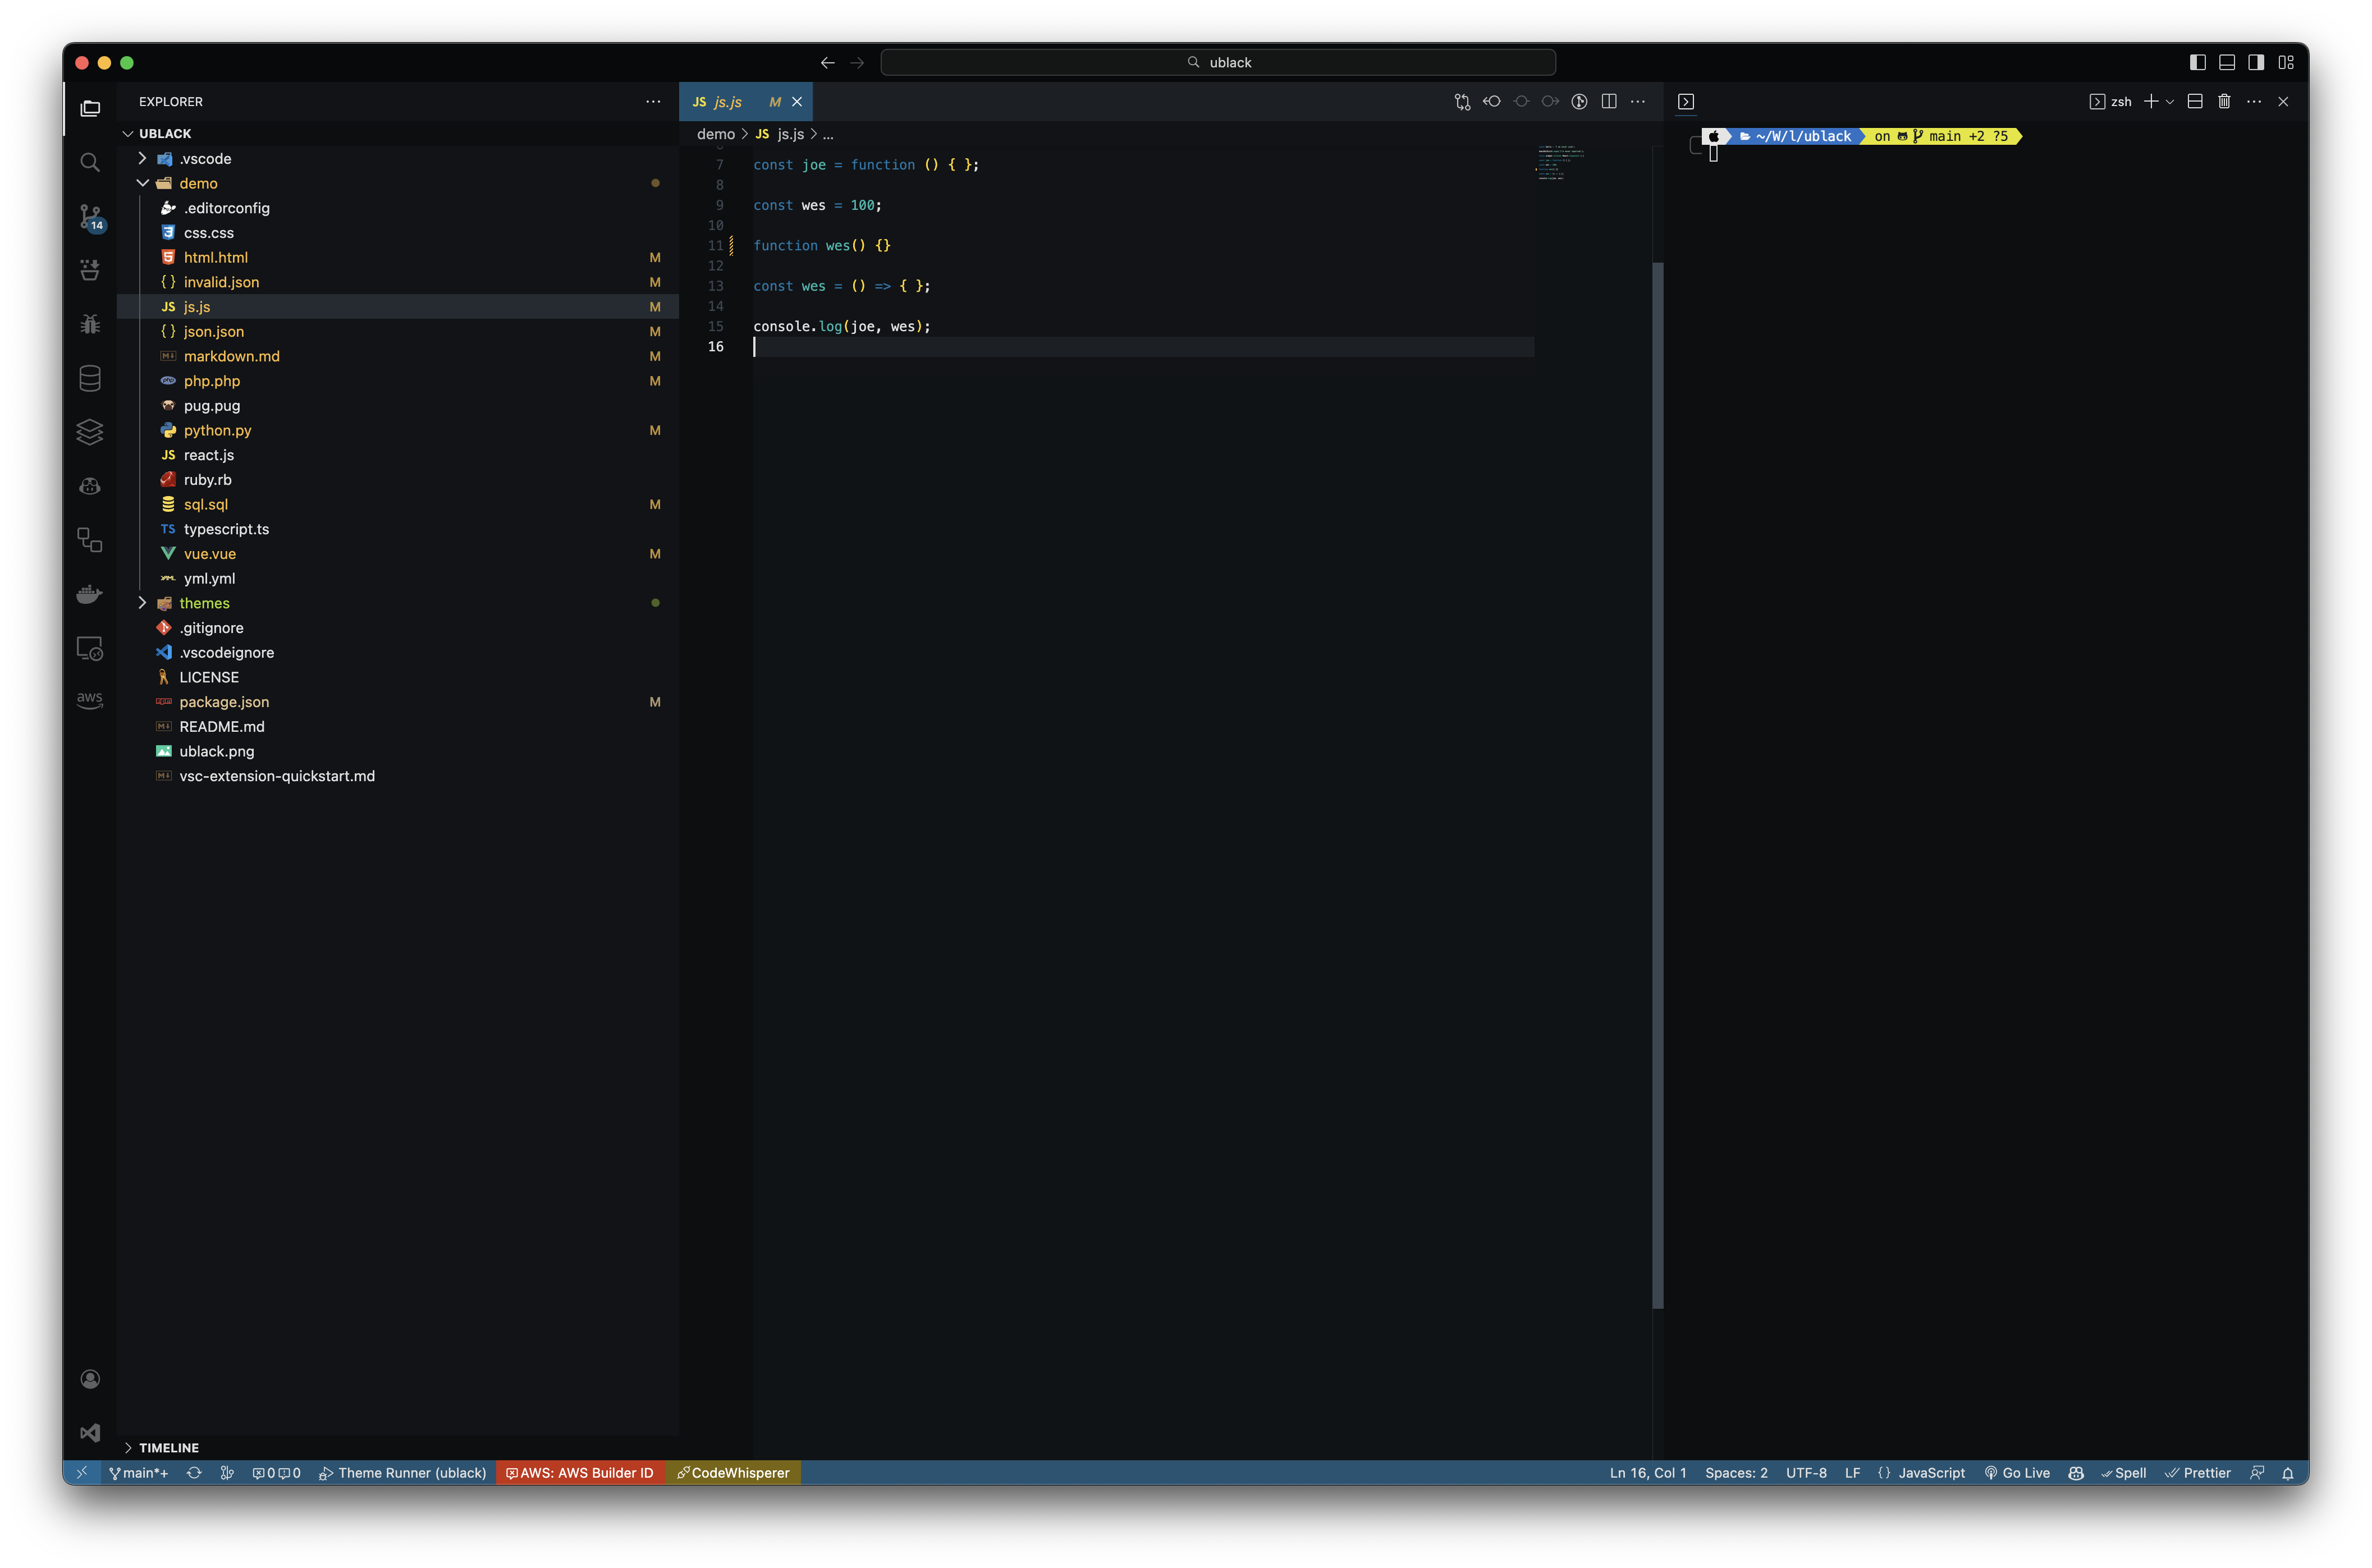 ublack
EXPLORER
UBLACK
.vscode
demo
.editorconfig
css.css
html.html M
invalid.json M
JS js.js M
json.json M
markdown.md M
php.php M
pug.pug
python.py M
JS react.js
ruby.rb
sql.sql M
TS typescript.ts
vue.vue M
yml.yml
themes
.gitignore
.vscodeignore
LICENSE
package.json M
README.md
ublack.png
vsc-extension-quickstart.md
TIMELINE
14
aws
JS js.js M
demo > JS js.js > ...
7 const joe = function () { };
8
9 const wes = 100;
10
11 function wes() {}
12
13 const wes = () => { };
14
15 console.log(joe, wes);
16
zsh
~/W/l/ublack on main +2 ?5
main*+ 0 0 Theme Runner (ublack) AWS: AWS Builder ID CodeWhisperer
Ln 16, Col 1 Spaces: 2 UTF-8 LF {} JavaScript Go Live Spell Prettier